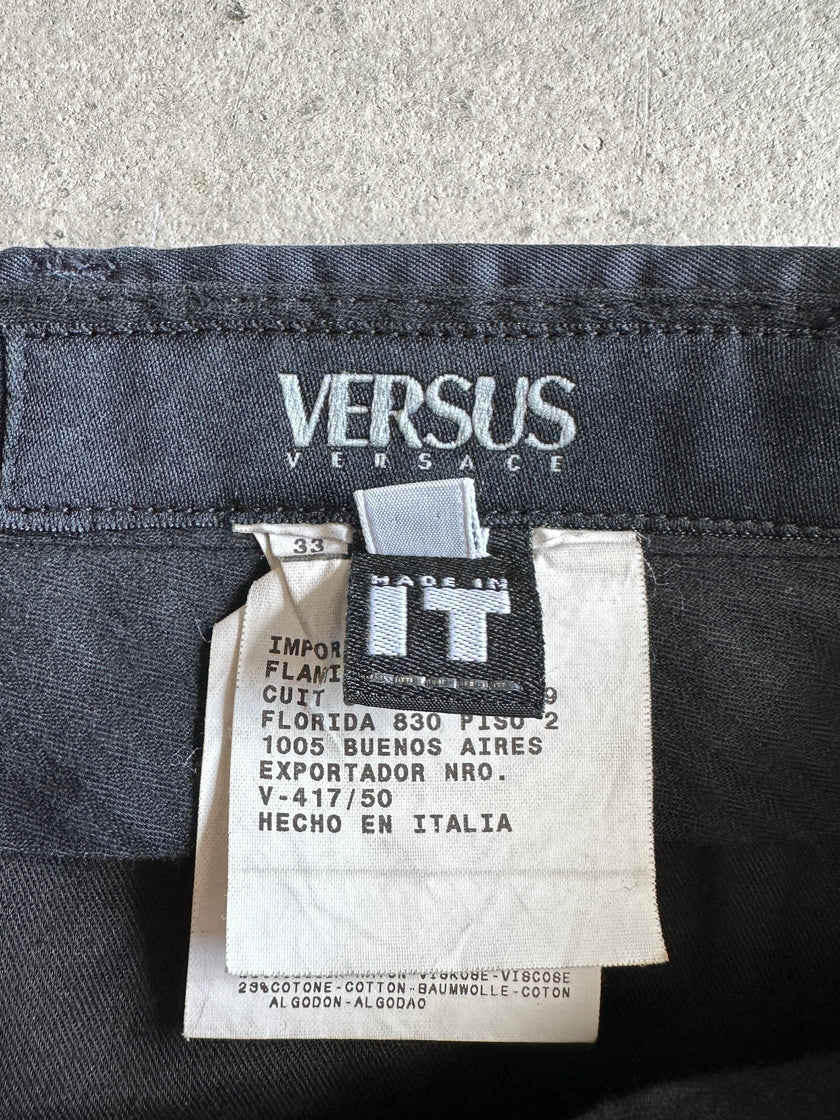 VERSUS
VERSACE
33
MADE IN
IT
IMPOR
FLAMI
CUIT 9
FLORIDA 830 PISO 2
1005 BUENOS AIRES
EXPORTADOR NRO.
V-417/50
HECHO EN ITALIA
VISKOSE-VISCOSE
23%COTONE-COTTON-BAUMWOLLE-COTON
ALGODON-ALGODAO